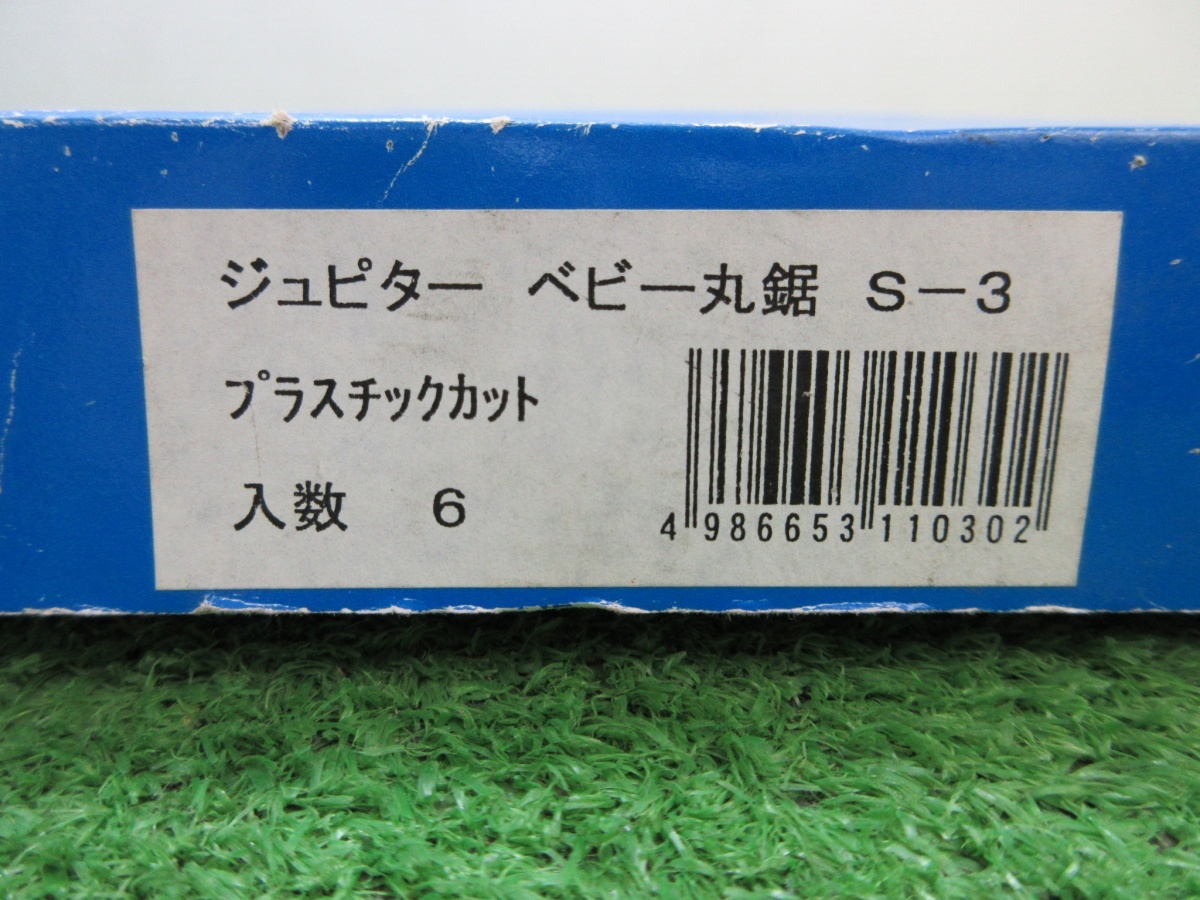 ジュピター ベビー丸鋸 S-3
プラスチックカット
入数 6
4 986653 110302